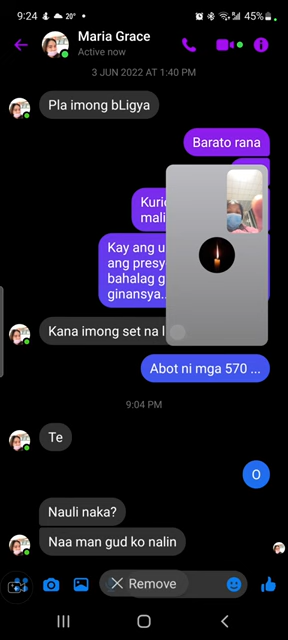 9:24 20° 45%
Maria Grace
Active now
3 JUN 2022 AT 1:40 PM
Pla imong bLigya
Barato rana
Kurie
mali
Kay ang u
ang presy
bahalag g
ginansya..
Kana imong set na l
Abot ni mga 570 ...
9:04 PM
Te
O
Nauli naka?
Naa man gud ko nalin
Remove